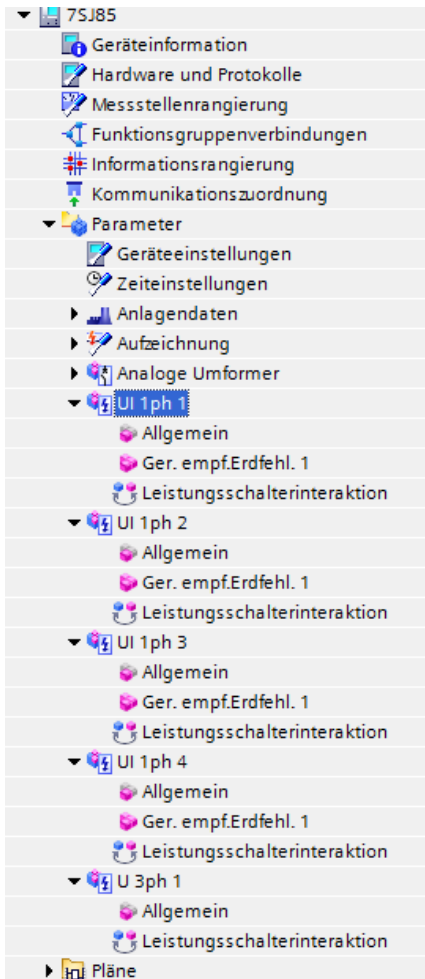 7SJ85
Geräteinformation
Hardware und Protokolle
Messstellenrangierung
Funktionsgruppenverbindungen
Informationsrangierung
Kommunikationszuordnung
Parameter
Geräteeinstellungen
Zeiteinstellungen
Anlagendaten
Aufzeichnung
Analoge Umformer
UI 1ph 1
Allgemein
Ger. empf.Erdfehl. 1
Leistungsschalterinteraktion
UI 1ph 2
Allgemein
Ger. empf.Erdfehl. 1
Leistungsschalterinteraktion
UI 1ph 3
Allgemein
Ger. empf.Erdfehl. 1
Leistungsschalterinteraktion
UI 1ph 4
Allgemein
Ger. empf.Erdfehl. 1
Leistungsschalterinteraktion
U 3ph 1
Allgemein
Leistungsschalterinteraktion
Pläne